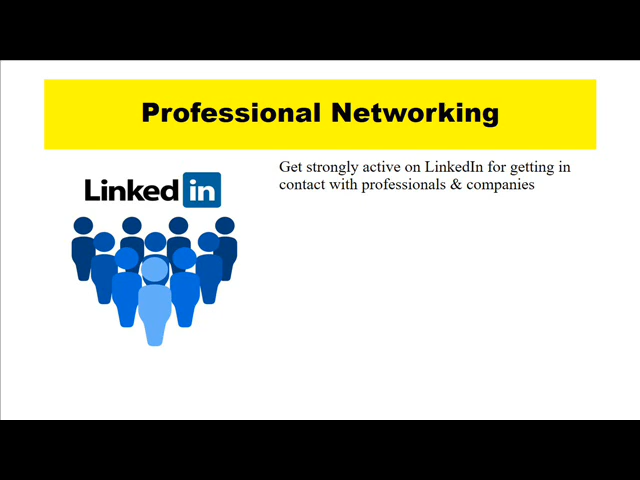 Professional Networking
Get strongly active on LinkedIn for getting in
contact with professionals & companies
Linked in